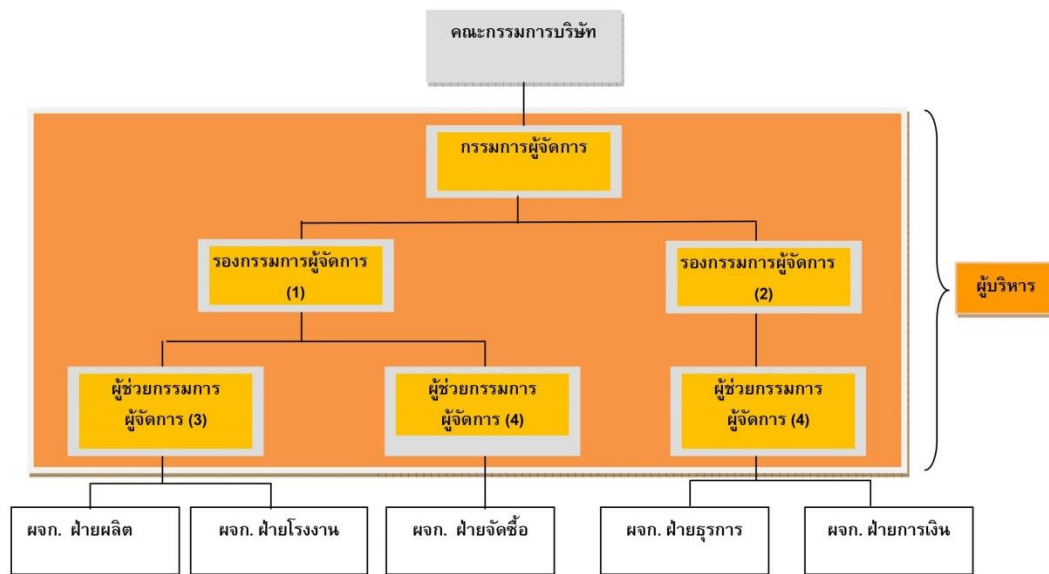 คณะกรรมการบริษัท
กรรมการผู้จัดการ
รองกรรมการผู้จัดการ
(1)
รองกรรมการผู้จัดการ
(2)
ผู้บริหาร
ผู้ช่วยกรรมการ
ผู้จัดการ (3)
ผู้ช่วยกรรมการ
ผู้จัดการ (4)
ผู้ช่วยกรรมการ
ผู้จัดการ (4)
ผจก. ฝ่ายผลิต
ผจก. ฝ่ายโรงงาน
ผจก. ฝ่ายจัดซื้อ
ผจก. ฝ่ายธุรการ
ผจก. ฝ่ายการเงิน